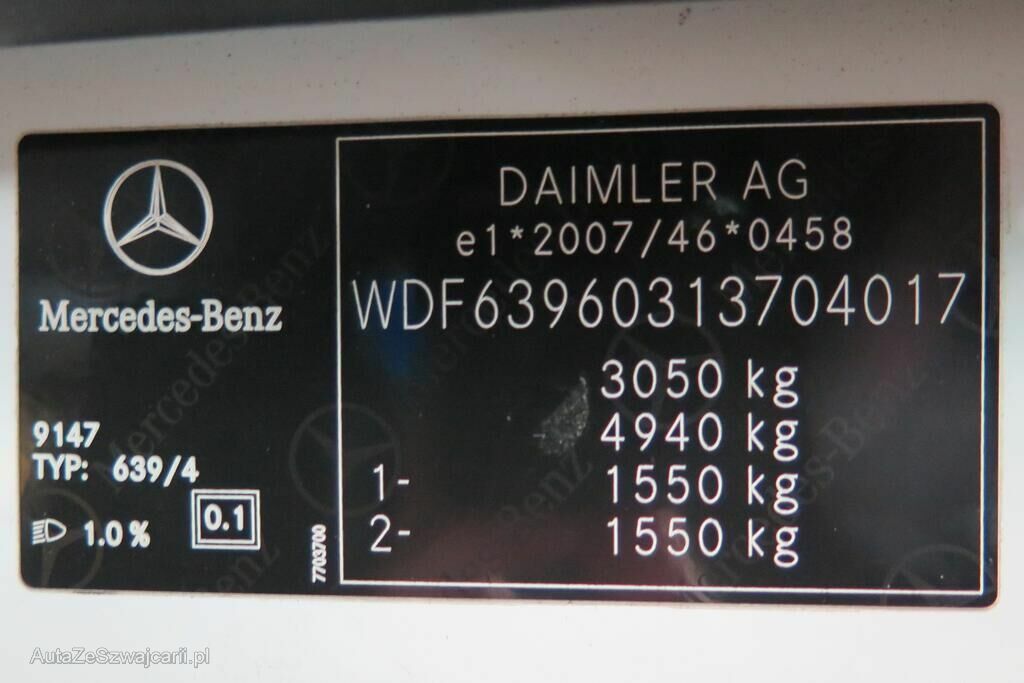 Mercedes-Benz
9147
TYP: 639/4
1.0 %
0.1
7703700
DAIMLER AG
e1*2007/46*0458
WDF63960313704017
3050 kg
4940 kg
1- 1550 kg
2- 1550 kg
AutaZeSzwajcarii.pl